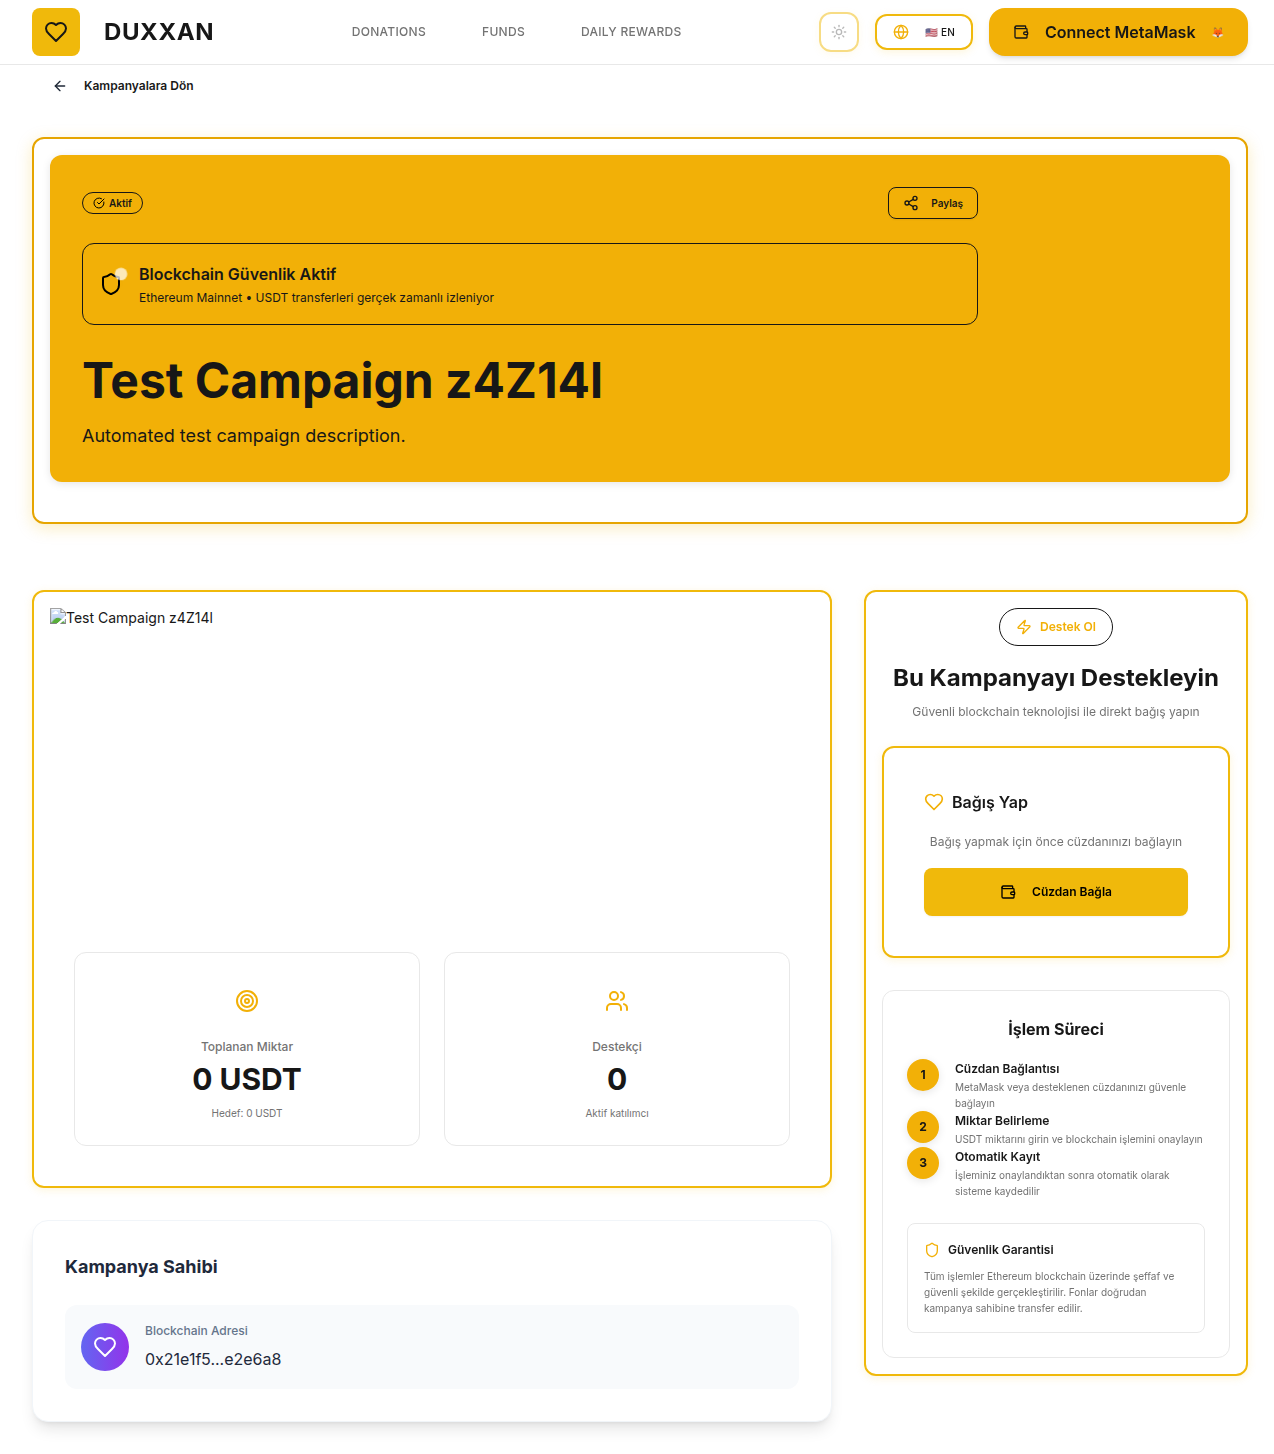 DUXXAN
DONATIONS
FUNDS
DAILY REWARDS
🇺🇸 EN
Connect MetaMask 🦊
Kampanyalara Dön
Aktif
Paylaş
Blockchain Güvenlik Aktif
Ethereum Mainnet • USDT transferleri gerçek zamanlı izleniyor
Test Campaign z4Z14l
Automated test campaign description.
Test Campaign z4Z14l
Toplanan Miktar
0 USDT
Hedef: 0 USDT
Destekçi
0
Aktif katılımcı
Kampanya Sahibi
Blockchain Adresi
0x21e1f5...e2e6a8
Destek Ol
Bu Kampanyayı Destekleyin
Güvenli blockchain teknolojisi ile direkt bağış yapın
Bağış Yap
Bağış yapmak için önce cüzdanınızı bağlayın
Cüzdan Bağla
İşlem Süreci
1
Cüzdan Bağlantısı
MetaMask veya desteklenen cüzdanınızı güvenle
bağlayın
2
Miktar Belirleme
USDT miktarını girin ve blockchain işlemini onaylayın
3
Otomatik Kayıt
İşleminiz onaylandıktan sonra otomatik olarak
sisteme kaydedilir
Güvenlik Garantisi
Tüm işlemler Ethereum blockchain üzerinde şeffaf ve
güvenli şekilde gerçekleştirilir. Fonlar doğrudan
kampanya sahibine transfer edilir.